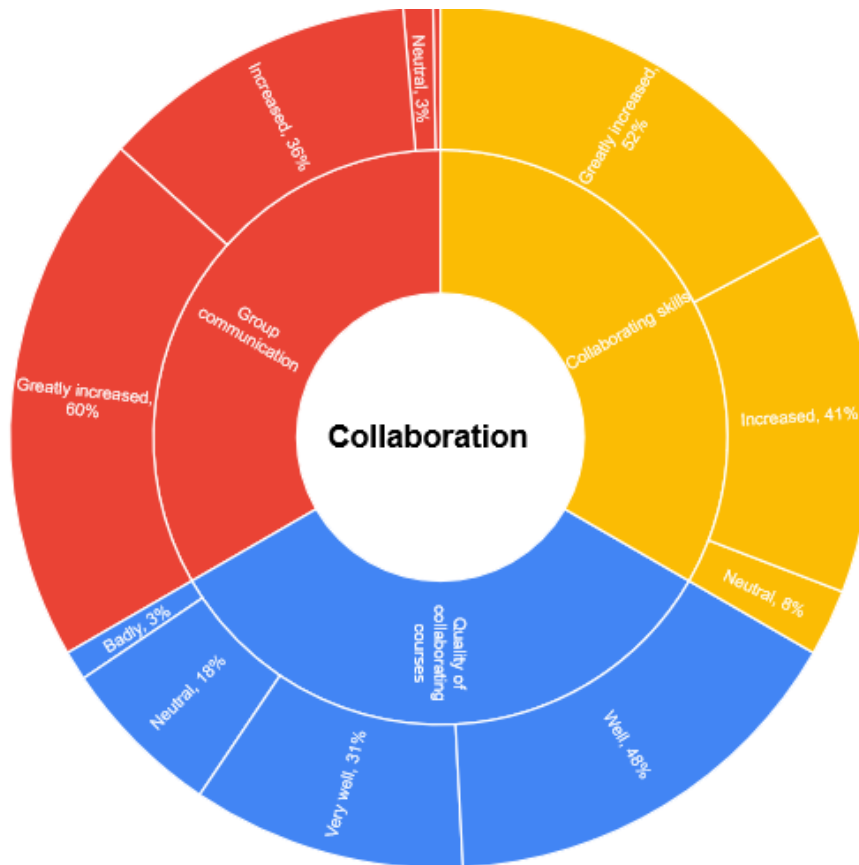 Collaboration
Greatly increased,
52%
Collaborating skills
Increased, 41%
Neutral, 8%
Quality of
collaborating
courses
Well, 48%
Very well, 31%
Neutral, 18%
Badly, 3%
Group
communication
Greatly increased,
60%
Increased, 36%
Neutral, 3%